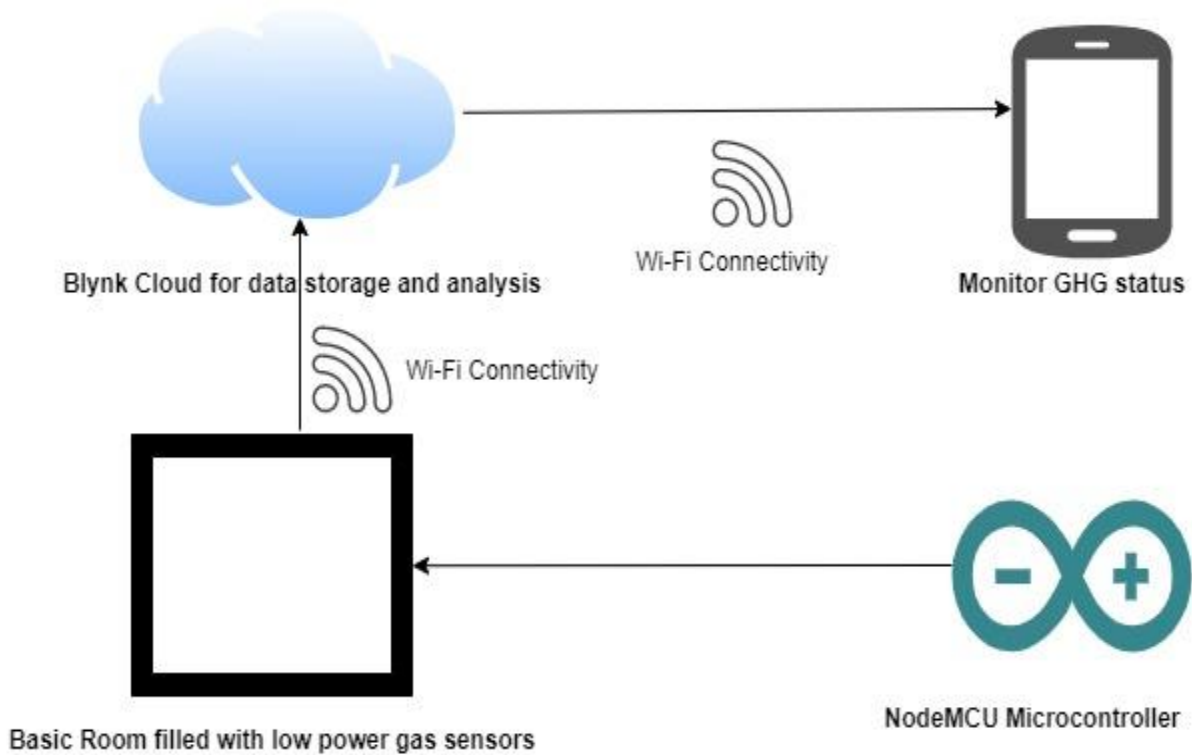 Blynk Cloud for data storage and analysis
Wi-Fi Connectivity
Monitor GHG status
Wi-Fi Connectivity
NodeMCU Microcontroller
Basic Room filled with low power gas sensors